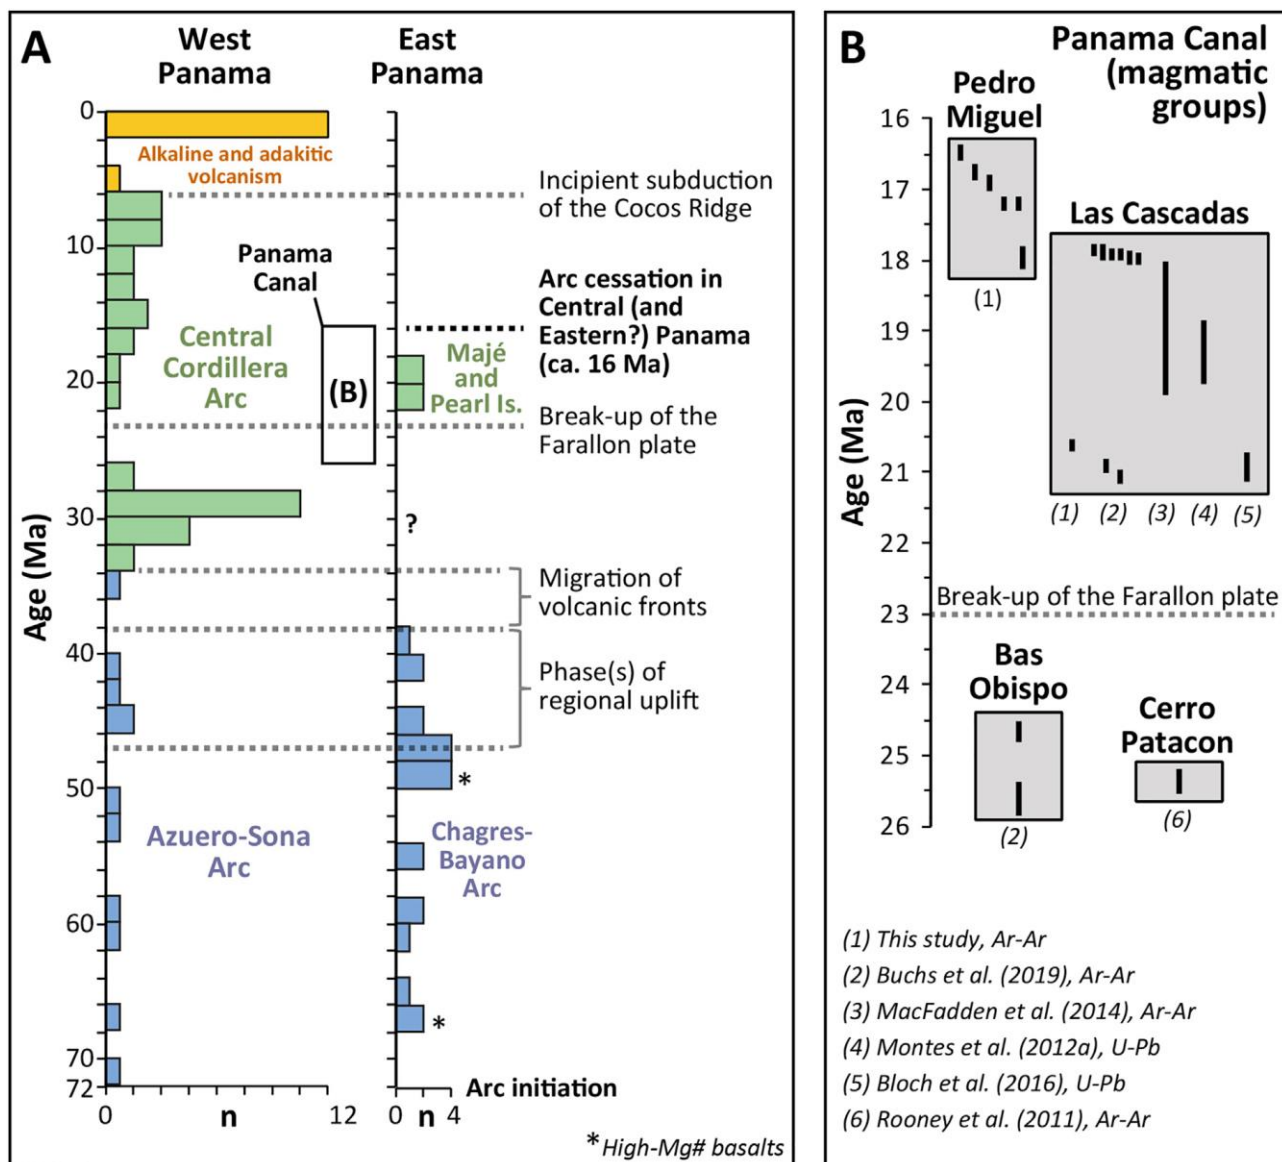 A
West
Panama
East
Panama
0
10
20
30
40
50
60
70
72
Age (Ma)
Alkaline and adakitic
volcanism
Incipient subduction
of the Cocos Ridge
Panama
Canal
(B)
Central
Cordillera
Arc
Arc cessation in
Central (and
Eastern?) Panama
(ca. 16 Ma)
Majé
and
Pearl Is.
Break-up of the
Farallon plate
?
Migration of
volcanic fronts
Phase(s) of
regional uplift
*
Azuero-Sona
Arc
Chagres-
Bayano
Arc
*
Arc initiation
0 n 12
0 n 4
*High-Mg# basalts
B
Panama Canal
(magmatic
groups)
Pedro
Miguel
16
17
18
19
20
21
22
23
24
25
26
Age (Ma)
(1)
Las Cascadas
(1) (2) (3) (4) (5)
Break-up of the Farallon plate
Bas
Obispo
(2)
Cerro
Patacon
(6)
(1) This study, Ar-Ar
(2) Buchs et al. (2019), Ar-Ar
(3) MacFadden et al. (2014), Ar-Ar
(4) Montes et al. (2012a), U-Pb
(5) Bloch et al. (2016), U-Pb
(6) Rooney et al. (2011), Ar-Ar